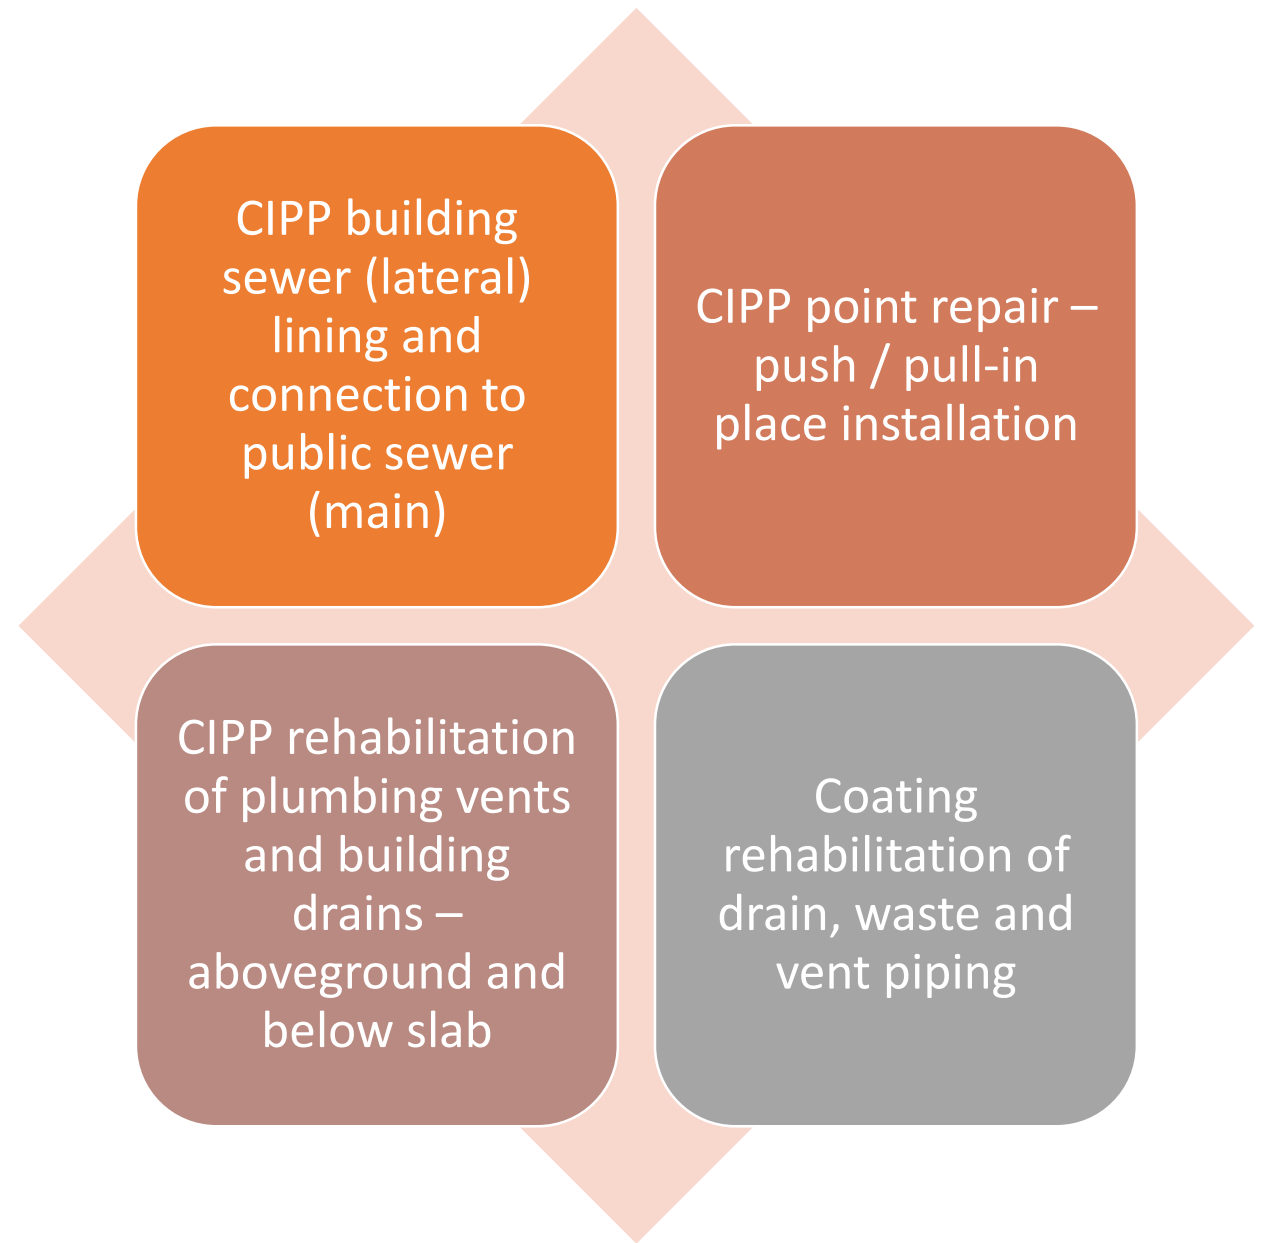 CIPP building
sewer (lateral)
lining and
connection to
public sewer
(main)
CIPP point repair –
push / pull-in
place installation
CIPP rehabilitation
of plumbing vents
and building
drains –
aboveground and
below slab
Coating
rehabilitation of
drain, waste and
vent piping